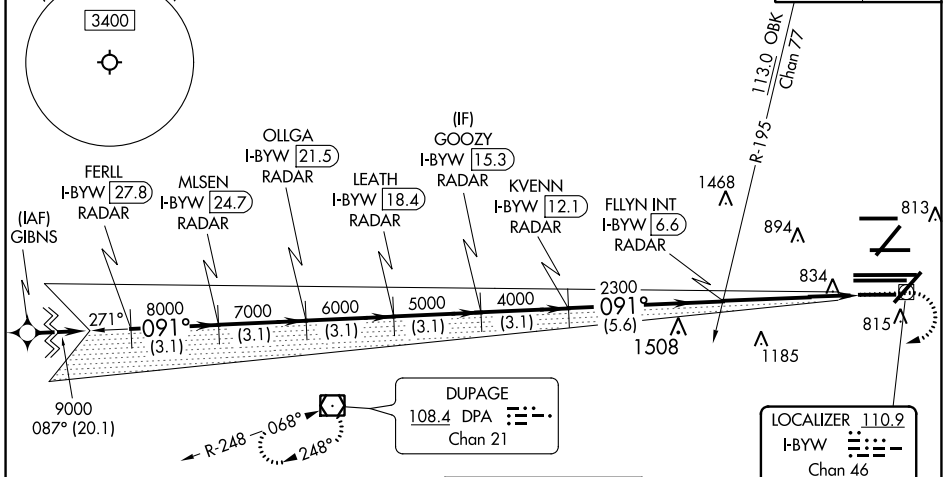 3400
113.0 OBK
Chan 77
R-195
(IAF)
GIBNS
FERLL
I-BYW 27.8
RADAR
MLSEN
I-BYW 24.7
RADAR
OLLGA
I-BYW 21.5
RADAR
LEATH
I-BYW 18.4
RADAR
(IF)
GOOZY
I-BYW 15.3
RADAR
KVENN
I-BYW 12.1
RADAR
FLLYN INT
I-BYW 6.6
RADAR
1468
894
813
834
815
1508
1185
271°
8000
091°
(3.1)
7000
(3.1)
6000
(3.1)
5000
(3.1)
4000
(3.1)
2300
091°
(5.6)
9000
087° (20.1)
R-248
068°
248°
DUPAGE
108.4 DPA
Chan 21
LOCALIZER 110.9
I-BYW
Chan 46